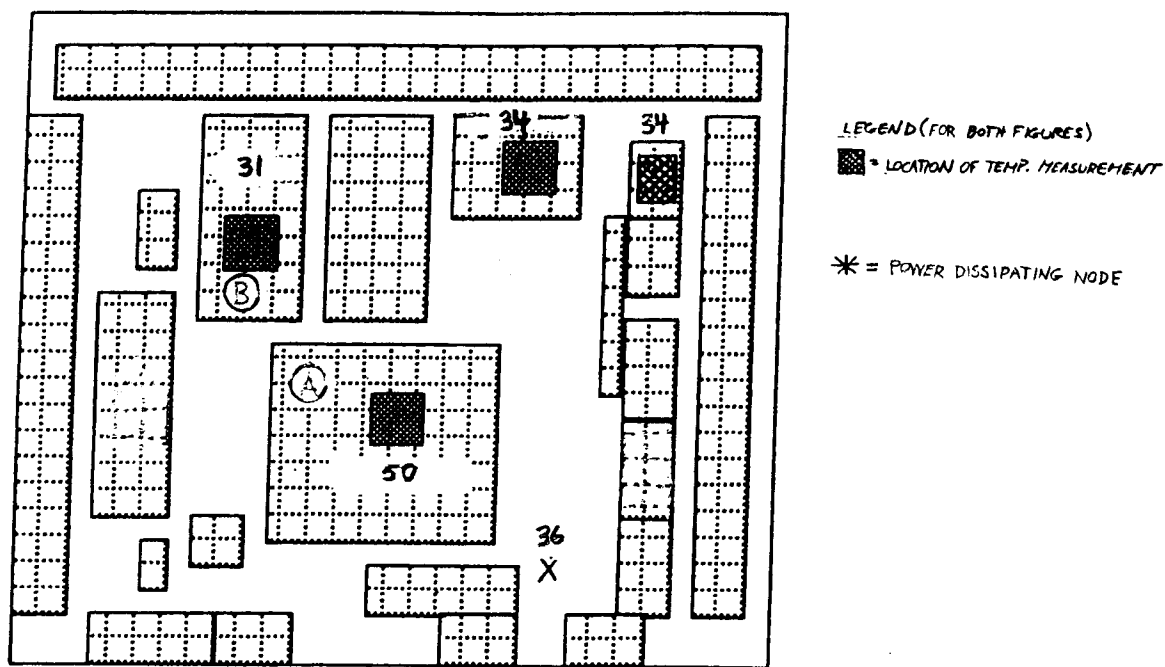 34
34
31
LEGEND (FOR BOTH FIGURES)
= LOCATION OF TEMP. MEASUREMENT
B
= POWER DISSIPATING NODE
A
50
36
X